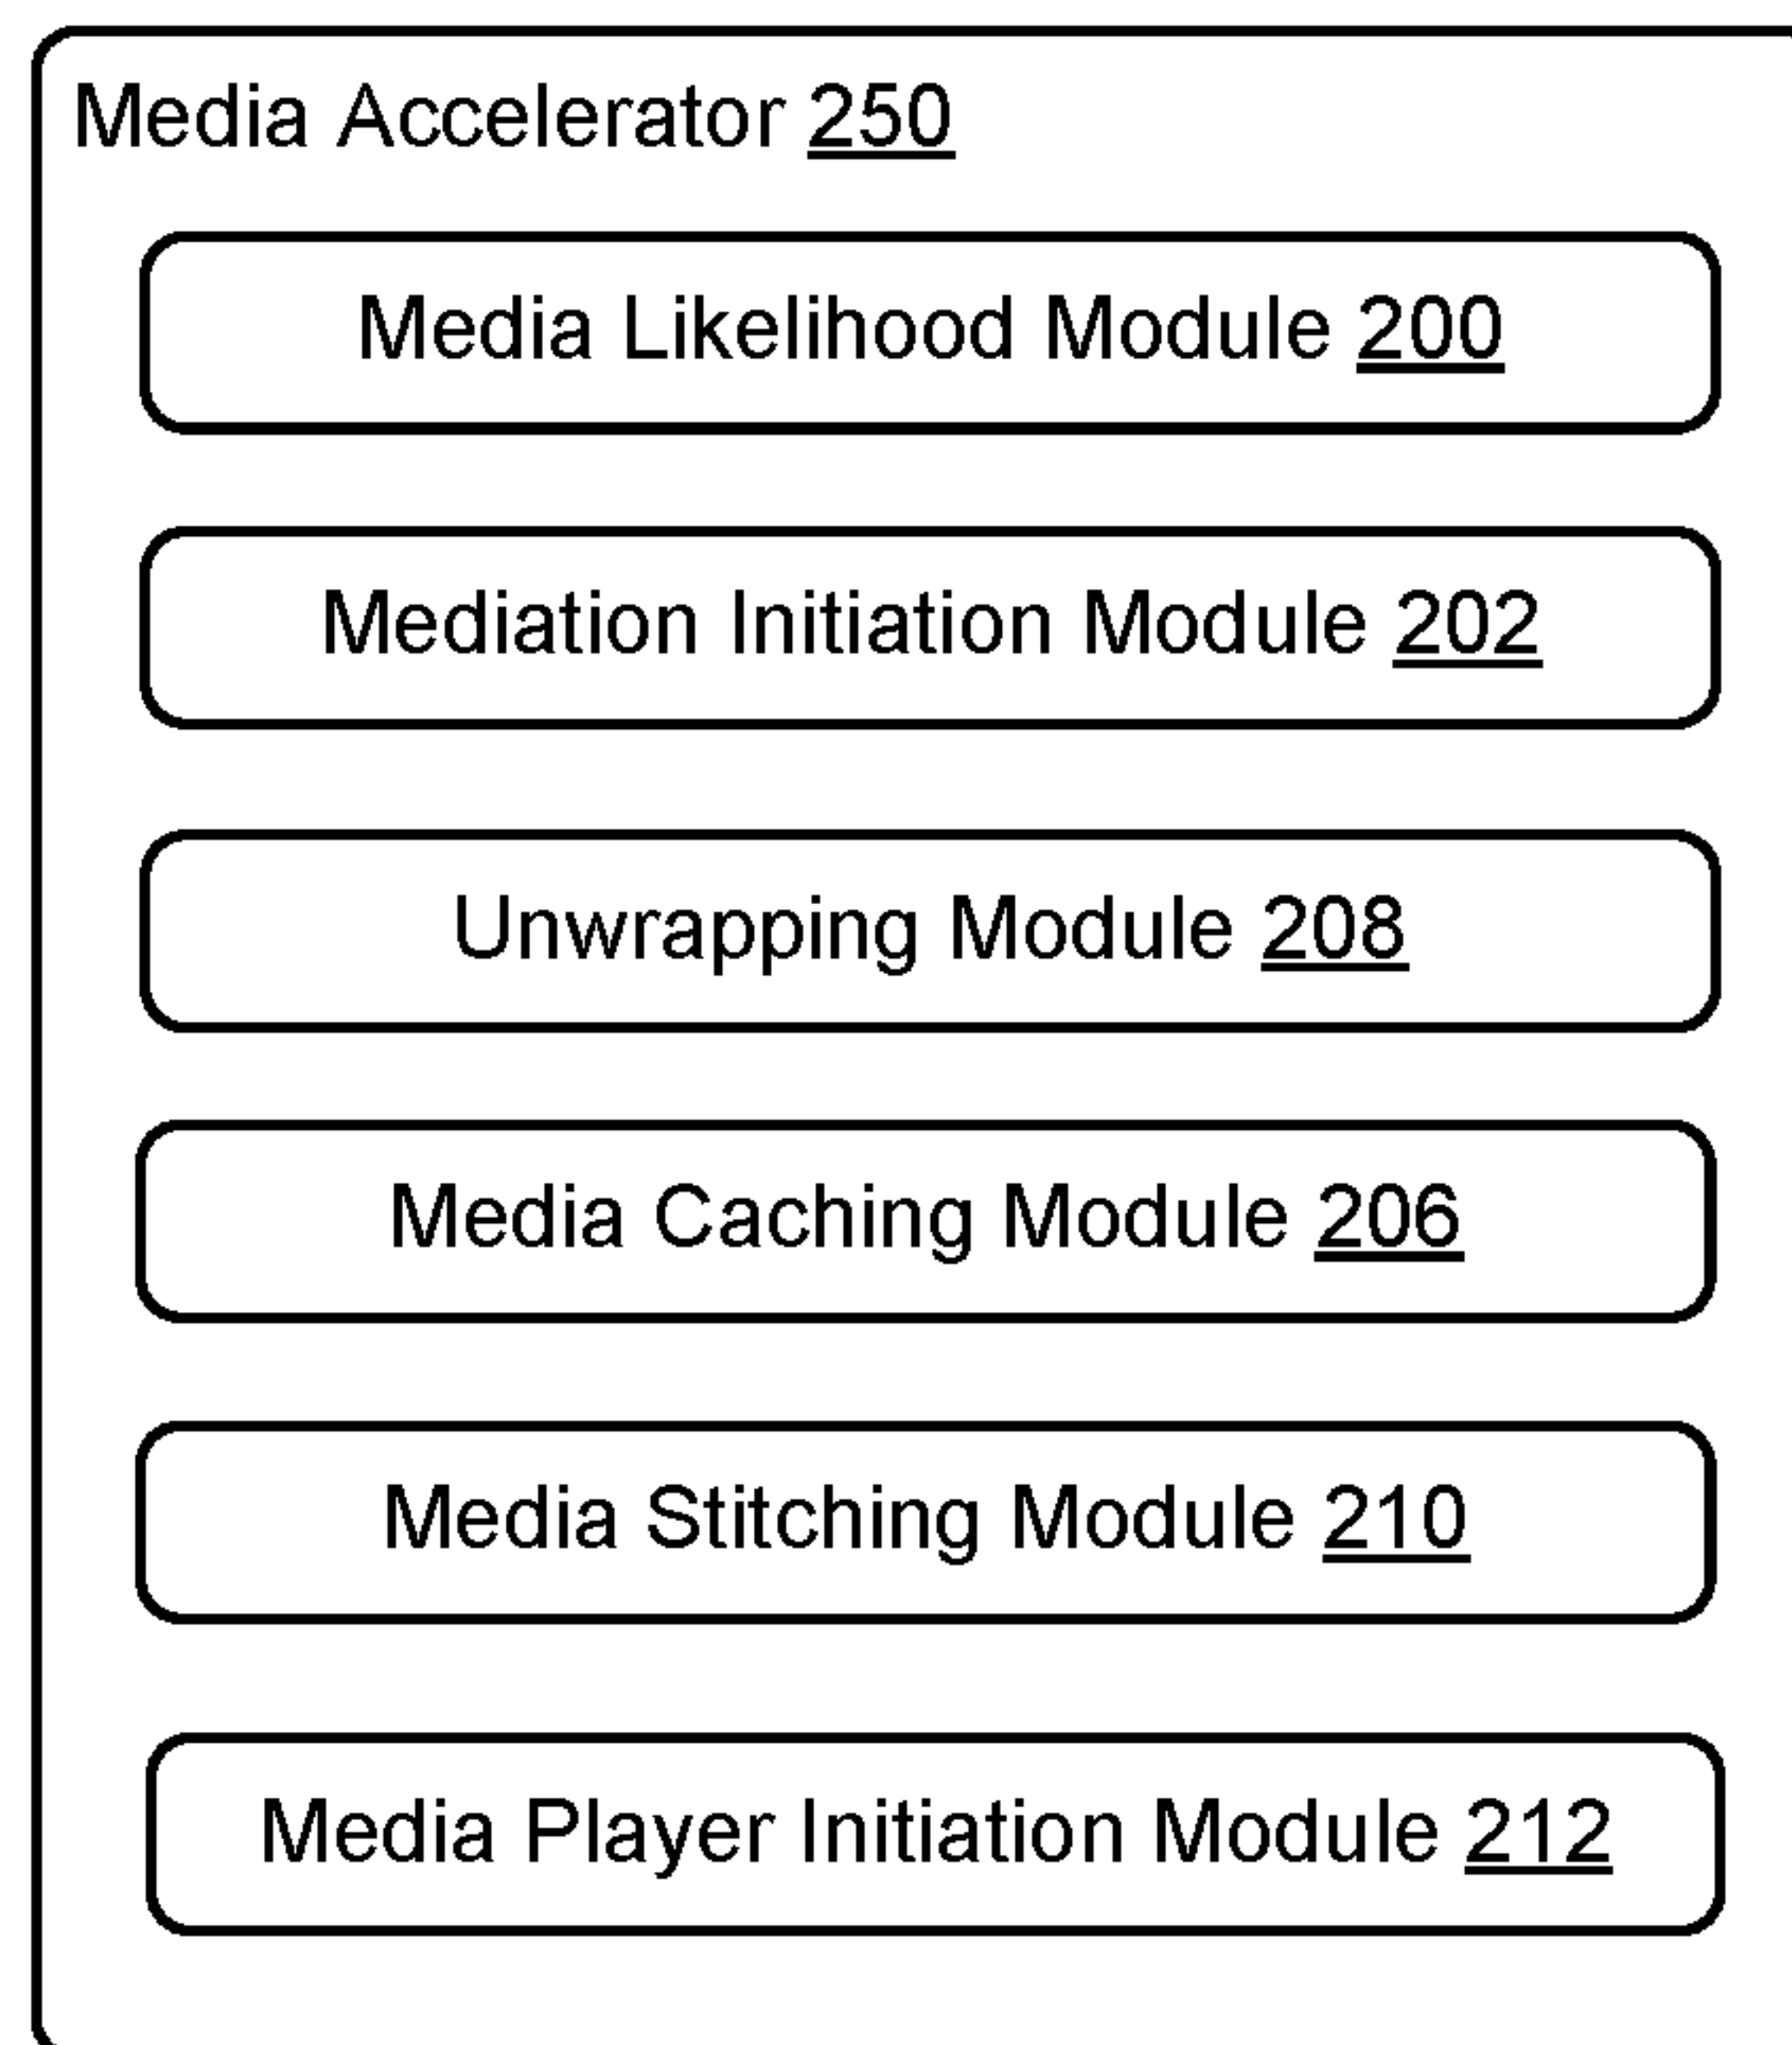 Media Accelerator 250
Media Likelihood Module 200
Mediation Initiation Module 202
Unwrapping Module 208
Media Caching Module 206
Media Stitching Module 210
Media Player Initiation Module 212